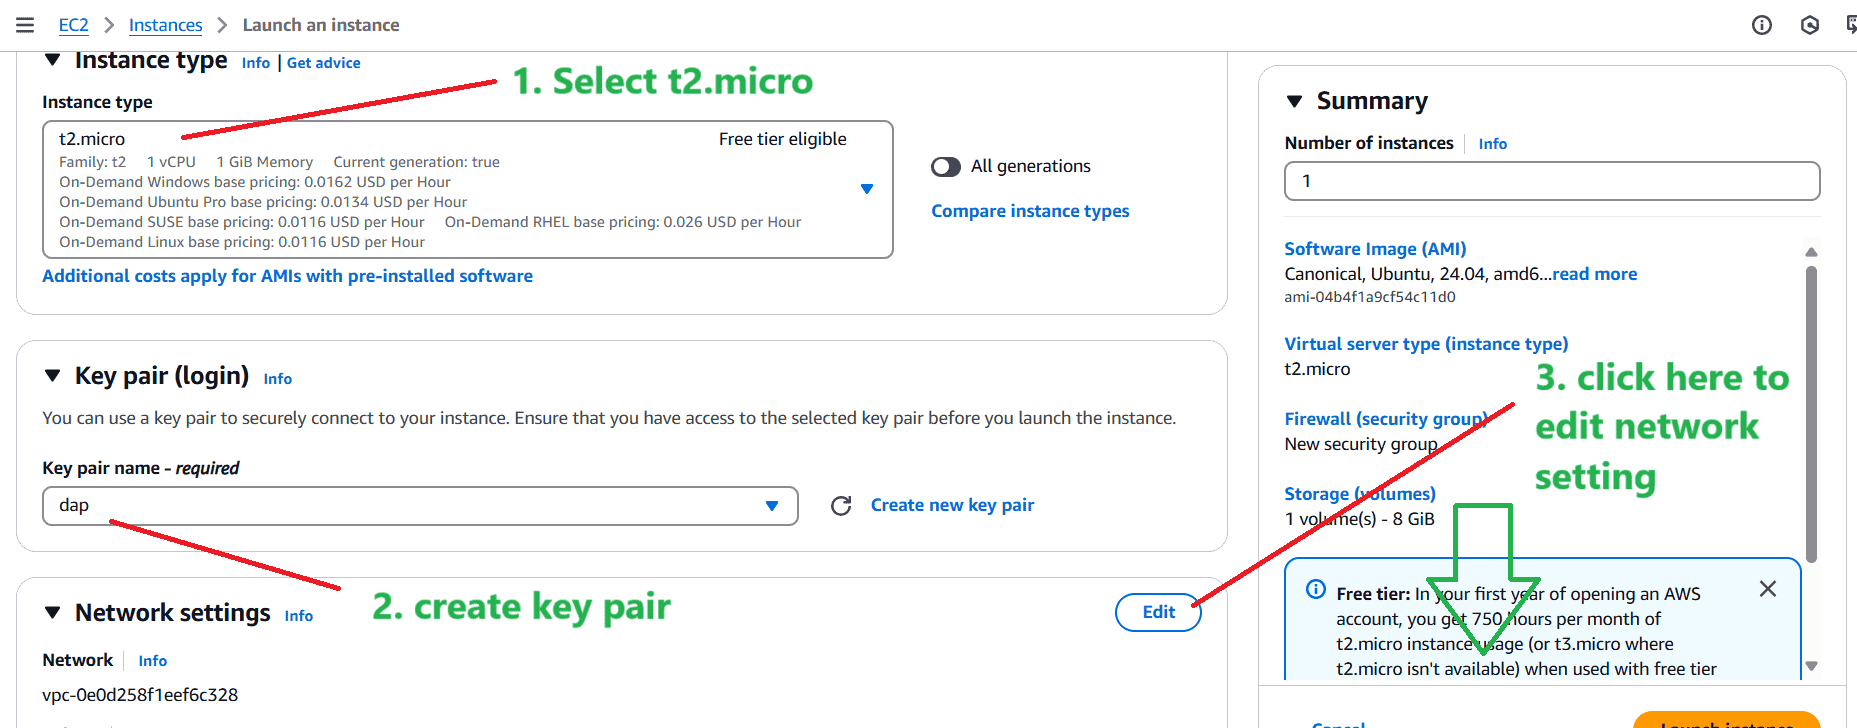 EC2 > Instances > Launch an instance
Instance type Info | Get advice
1. Select t2.micro
Instance type
t2.micro Free tier eligible
Family: t2 1 vCPU 1 GiB Memory Current generation: true
On-Demand Windows base pricing: 0.0162 USD per Hour
On-Demand Ubuntu Pro base pricing: 0.0134 USD per Hour
On-Demand SUSE base pricing: 0.0116 USD per Hour On-Demand RHEL base pricing: 0.026 USD per Hour
On-Demand Linux base pricing: 0.0116 USD per Hour
All generations
Compare instance types
Additional costs apply for AMIs with pre-installed software
Key pair (login) Info
You can use a key pair to securely connect to your instance. Ensure that you have access to the selected key pair before you launch the instance.
Key pair name - required
dap
Create new key pair
2. create key pair
Network settings Info
Edit
Network Info
vpc-0e0d258f1eef6c328
Summary
Number of instances Info
1
Software Image (AMI)
Canonical, Ubuntu, 24.04, amd6...read more
ami-04b4f1a9cf54c11d0
Virtual server type (instance type)
t2.micro
3. click here to
edit network
setting
Firewall (security group)
New security group
Storage (volumes)
1 volume(s) - 8 GiB
Free tier: In your first year of opening an AWS
account, you get 750 hours per month of
t2.micro instance usage (or t3.micro where
t2.micro isn't available) when used with free tier
Cancel
Launch instance